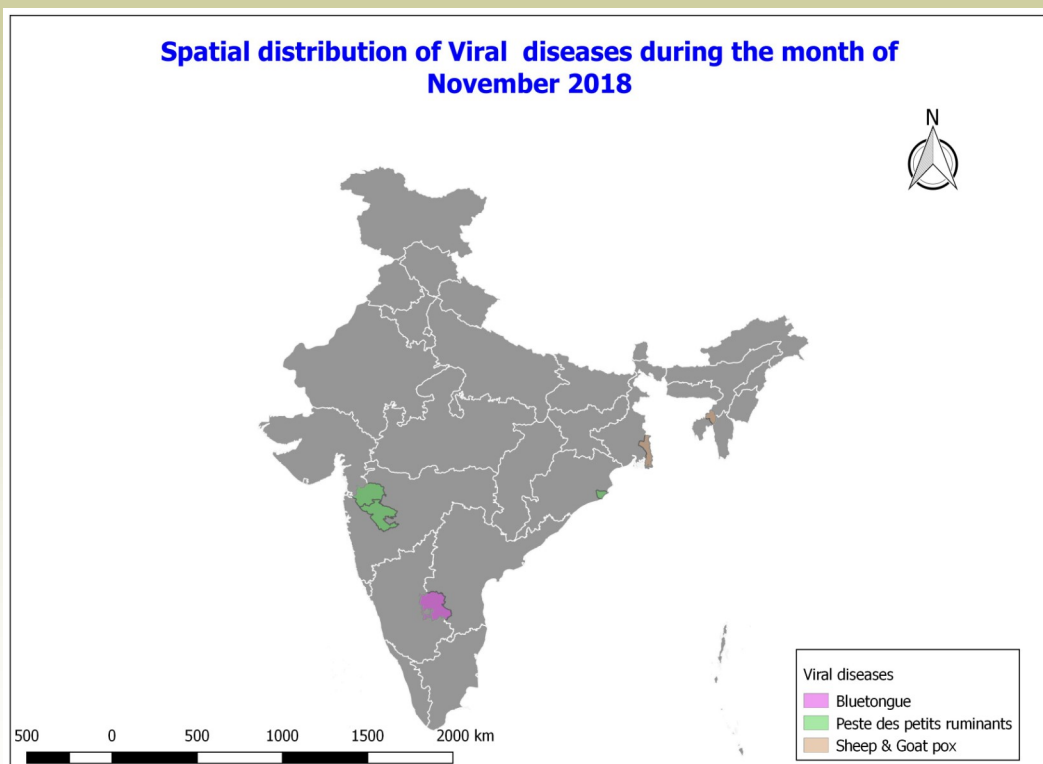 Spatial distribution of Viral diseases during the month of
November 2018
N
Viral diseases
Bluetongue
Peste des petits ruminants
Sheep & Goat pox
500 0 500 1000 1500 2000 km